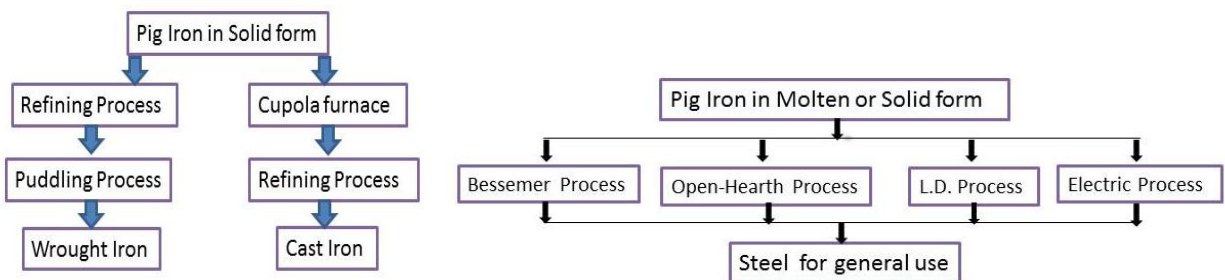 Pig Iron in Solid form
Refining Process
Cupola furnace
Puddling Process
Refining Process
Wrought Iron
Cast Iron
Pig Iron in Molten or Solid form
Bessemer Process
Open-Hearth Process
L.D. Process
Electric Process
Steel for general use